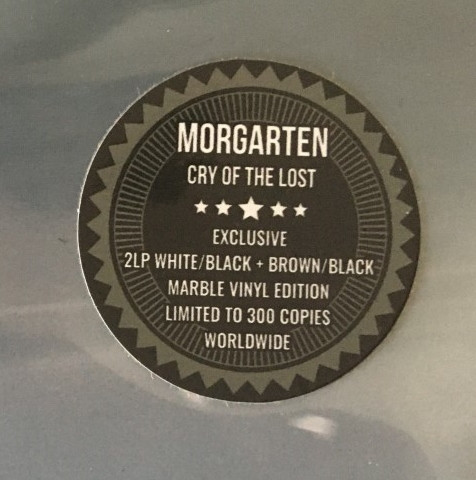 MORGARTEN
CRY OF THE LOST
EXCLUSIVE
2LP WHITE/BLACK + BROWN/BLACK
MARBLE VINYL EDITION
LIMITED TO 300 COPIES
WORLDWIDE